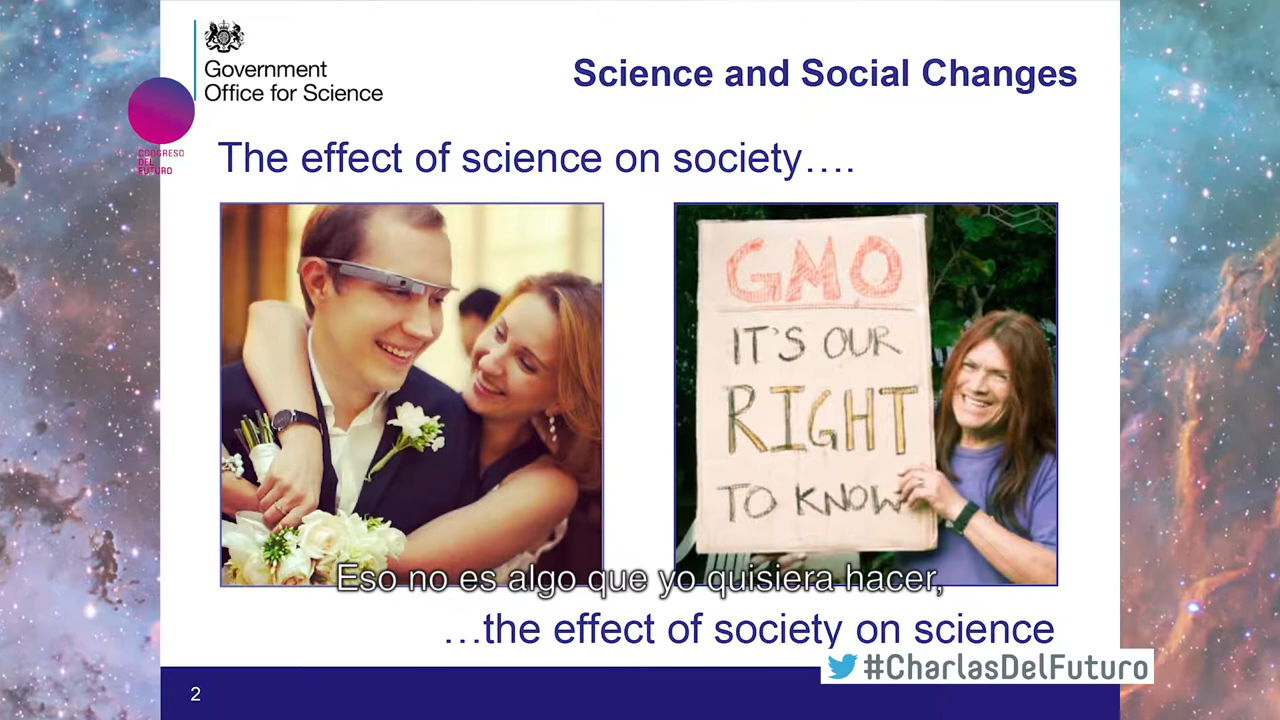 Government
Office for Science
Science and Social Changes
CONGRESO
DEL
FUTURO
The effect of science on society….
GMO
IT'S OUR
RIGHT
TO KNOW
Eso no es algo que yo quisiera hacer,
…the effect of society on science
#CharlasDelFuturo
2